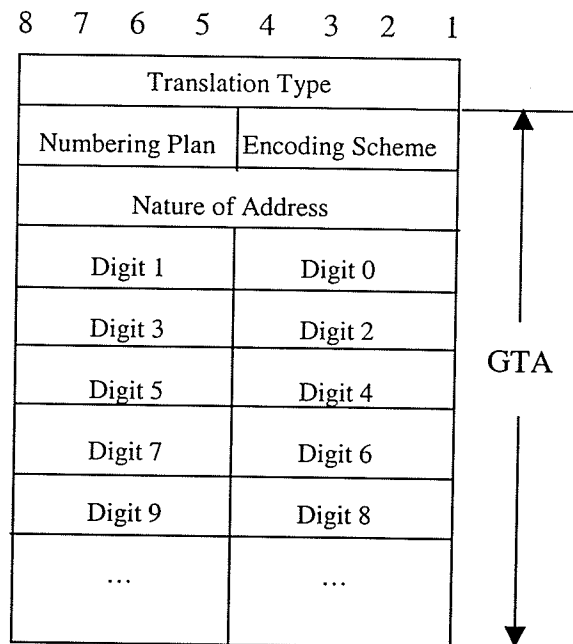 8 7 6 5 4 3 2 1
Translation Type
Numbering Plan Encoding Scheme
Nature of Address
Digit 1 Digit 0
Digit 3 Digit 2
Digit 5 Digit 4
GTA
Digit 7 Digit 6
Digit 9 Digit 8
... ...